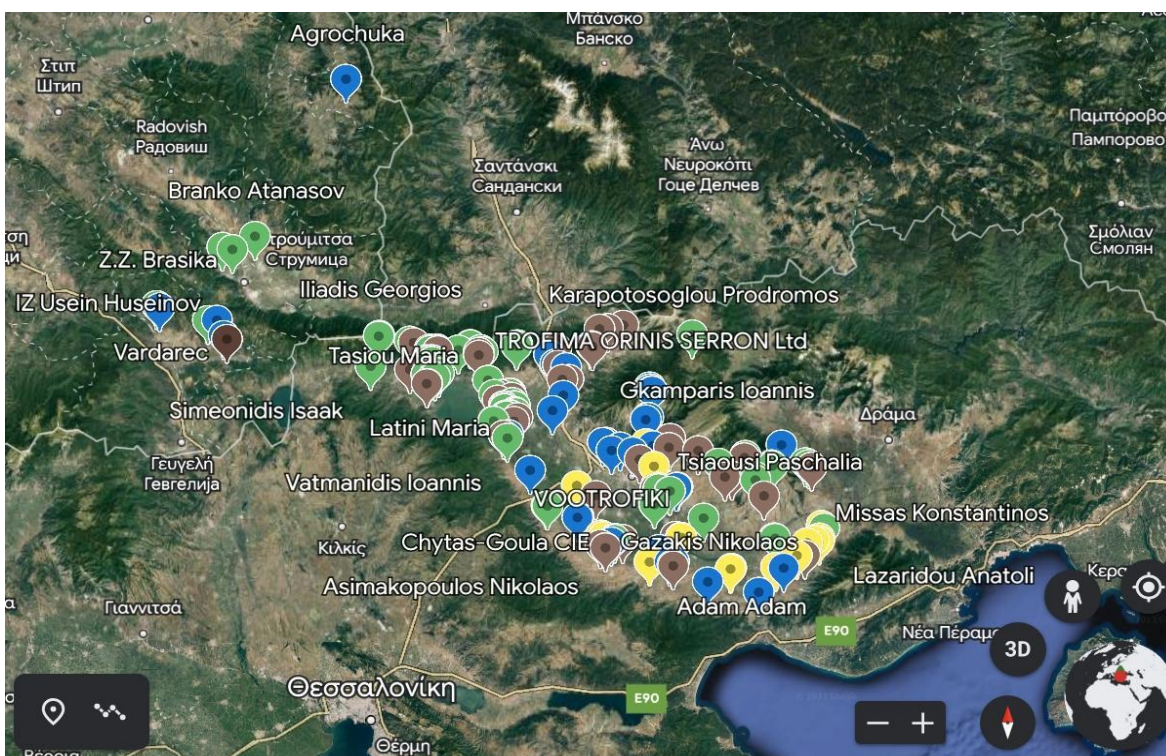 Μπάνσκο
Банско
Agrochuka
Στιπ
Штип
Radovish
Радовиш
Παμπόροβο
Пампорово
Άνω
Νευροκόπι
Гоце Делчев
Σαντάνσκι
Сандански
Branko Atanasov
Σμόλιαν
Смолян
Z.Z. Brasika
Струмица
Iliadis Georgios
Karapotosoglou Prodromos
IZ Usein Huseinov
TROFIMA ORINIS SERRON Ltd
Vardarec
Tasiou Maria
Gkamparis Ioannis
Simeonidis Isaak
Latini Maria
Δράμα
Γευγελή
Гевгелија
Tsiaousi Paschalia
Vatmanidis Ioannis
VOOTROFIKI
Missas Konstantinos
Κιλκίς
Chytas-Goula CIE
Gazakis Nikolaos
Asimakopoulos Nikolaos
Lazaridou Anatoli
Γιαννιτσά
Adam Adam
E90
Νέα Πέραμ
3D
Θεσσαλονίκη
E90
Θέρμη